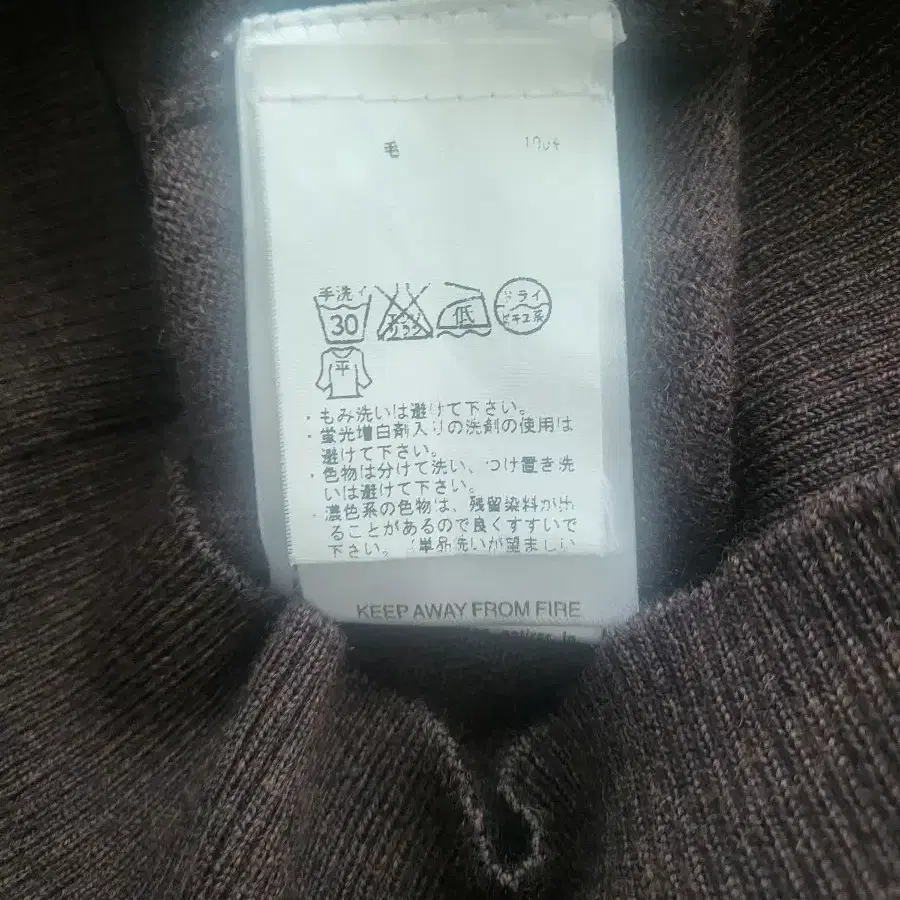 毛
手洗イ
30
低
ドライ
セキユ系
平
・もみ洗いは避けて下さい。
・蛍光増白剤入りの洗剤の使用は
避けて下さい。
・色物は分けて洗い、つけ置き洗
いは避けて下さい。
・濃色系の色物は、残留染料が出
ることがあるので良くすすいで
下さい。（単品洗いが望ましい
KEEP AWAY FROM FIRE